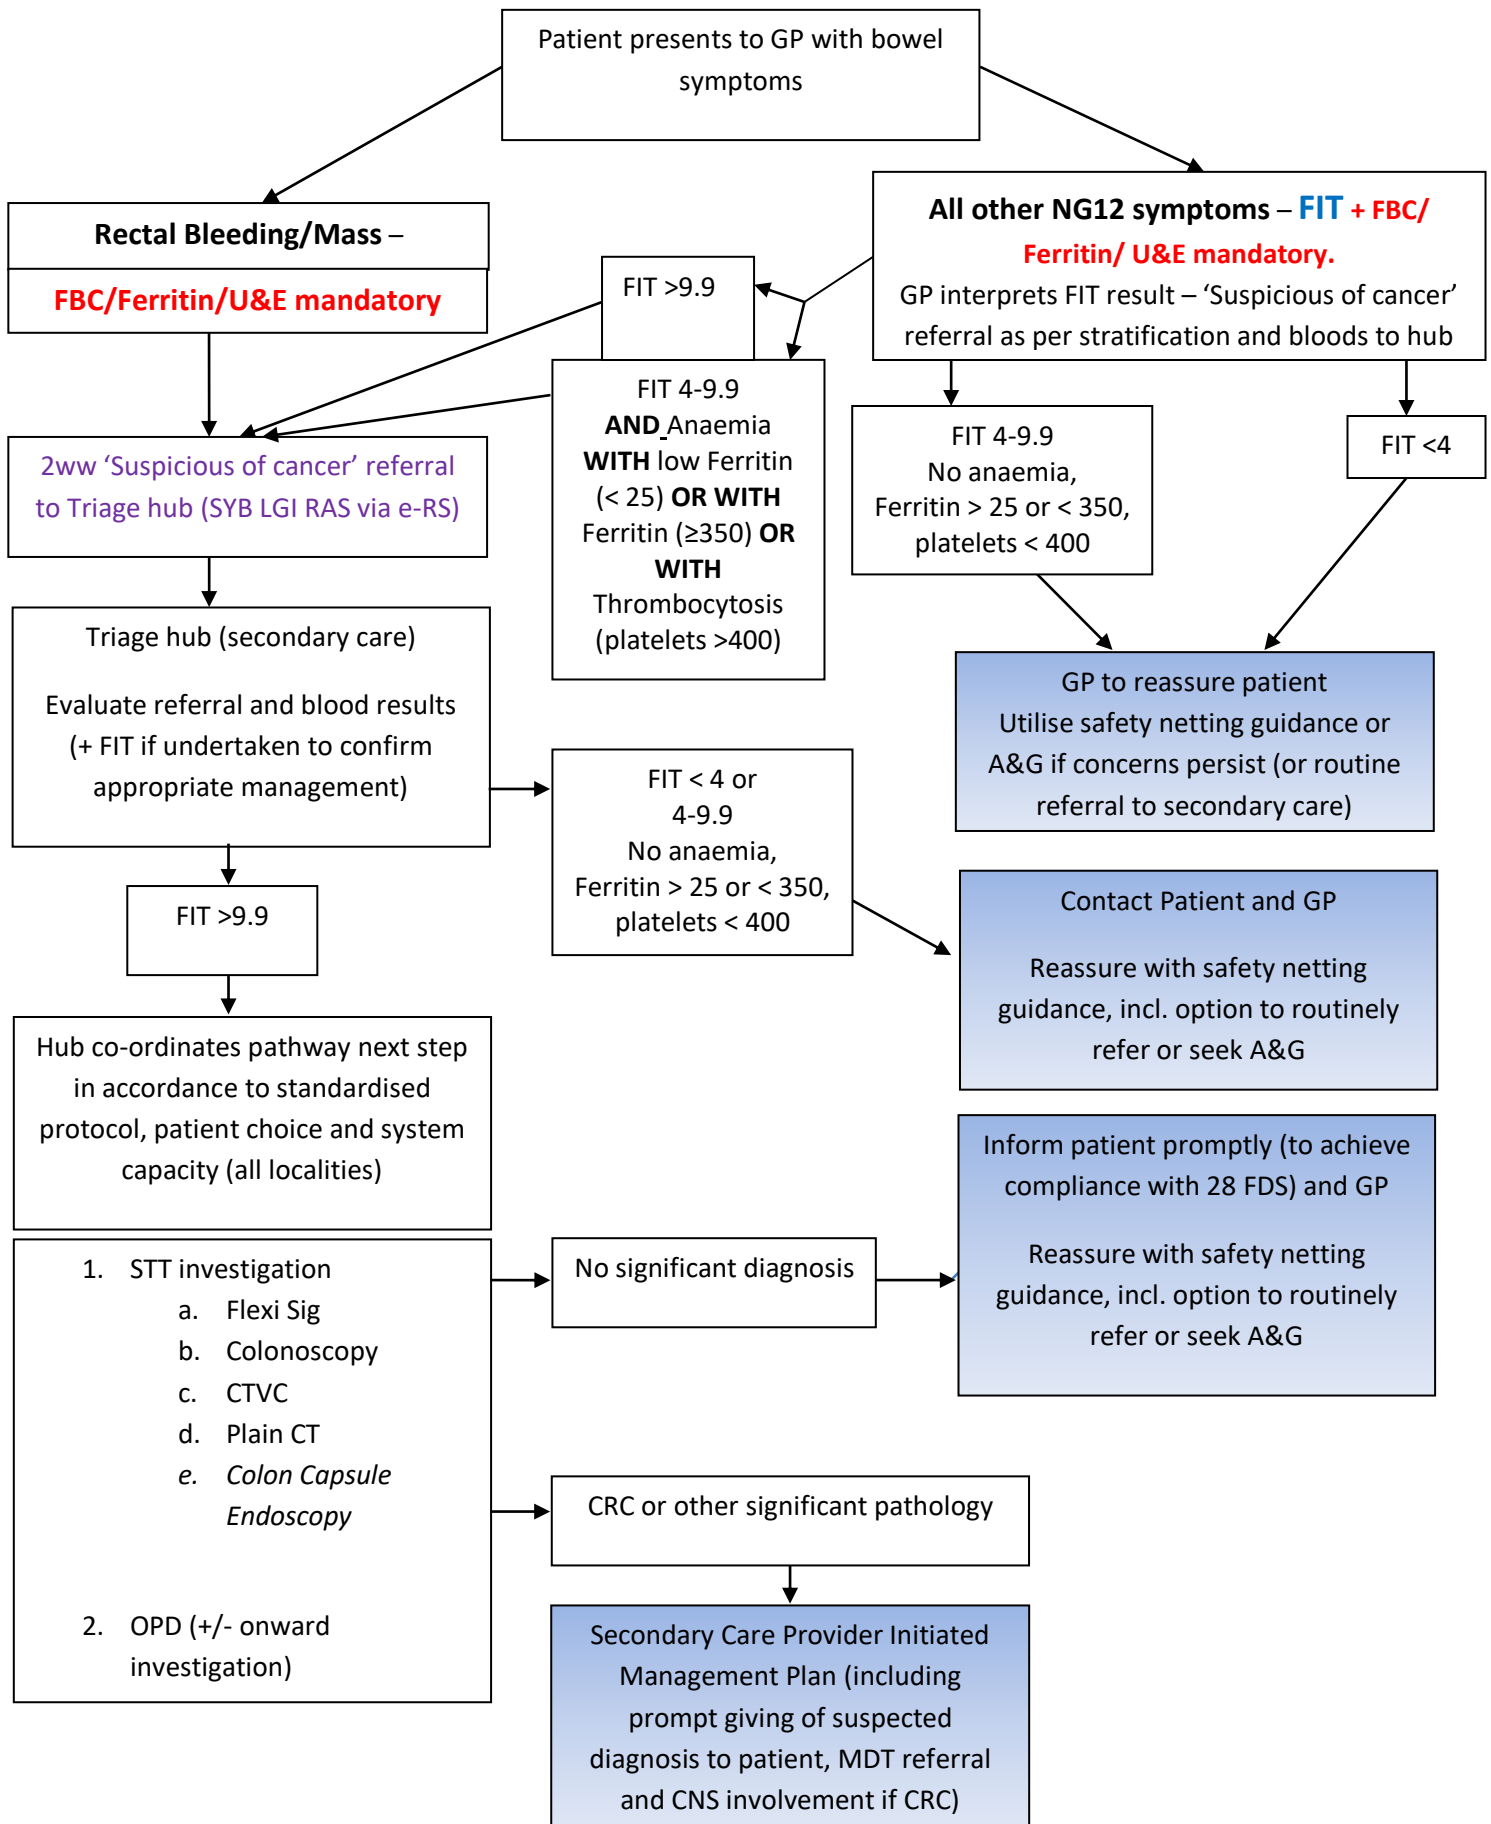 Patient presents to GP with bowel
symptoms
Rectal Bleeding/Mass –
FBC/Ferritin/U&E mandatory
All other NG12 symptoms – FIT + FBC/
Ferritin/ U&E mandatory.
GP interprets FIT result – ‘Suspicious of cancer’
referral as per stratification and bloods to hub
FIT >9.9
FIT 4-9.9
AND Anaemia
WITH low Ferritin
(< 25) OR WITH
Ferritin (≥350) OR
WITH
Thrombocytosis
(platelets >400)
FIT 4-9.9
No anaemia,
Ferritin > 25 or < 350,
platelets < 400
FIT <4
2ww ‘Suspicious of cancer’ referral
to Triage hub (SYB LGI RAS via e-RS)
Triage hub (secondary care)
Evaluate referral and blood results
(+ FIT if undertaken to confirm
appropriate management)
GP to reassure patient
Utilise safety netting guidance or
A&G if concerns persist (or routine
referral to secondary care)
FIT < 4 or
4-9.9
No anaemia,
Ferritin > 25 or < 350,
platelets < 400
FIT >9.9
Contact Patient and GP
Reassure with safety netting
guidance, incl. option to routinely
refer or seek A&G
Hub co-ordinates pathway next step
in accordance to standardised
protocol, patient choice and system
capacity (all localities)
Inform patient promptly (to achieve
compliance with 28 FDS) and GP
Reassure with safety netting
guidance, incl. option to routinely
refer or seek A&G
1. STT investigation
a. Flexi Sig
b. Colonoscopy
c. CTVC
d. Plain CT
e. Colon Capsule
Endoscopy
2. OPD (+/- onward
investigation)
No significant diagnosis
CRC or other significant pathology
Secondary Care Provider Initiated
Management Plan (including
prompt giving of suspected
diagnosis to patient, MDT referral
and CNS involvement if CRC)